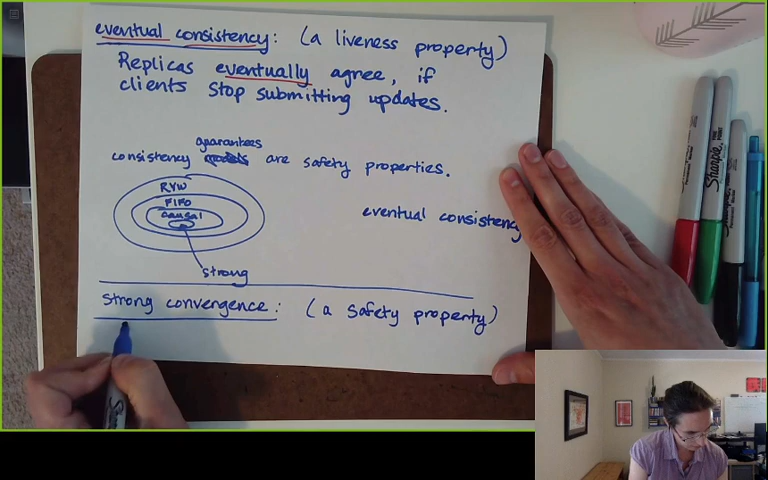 eventual consistency: (a liveness property)
Replicas eventually agree, if
clients stop submitting updates.
guarantees
consistency models are safety properties.
RYW
FIFO
causal
eventual consistency
strong
strong convergence: (a safety property)
Sharpie